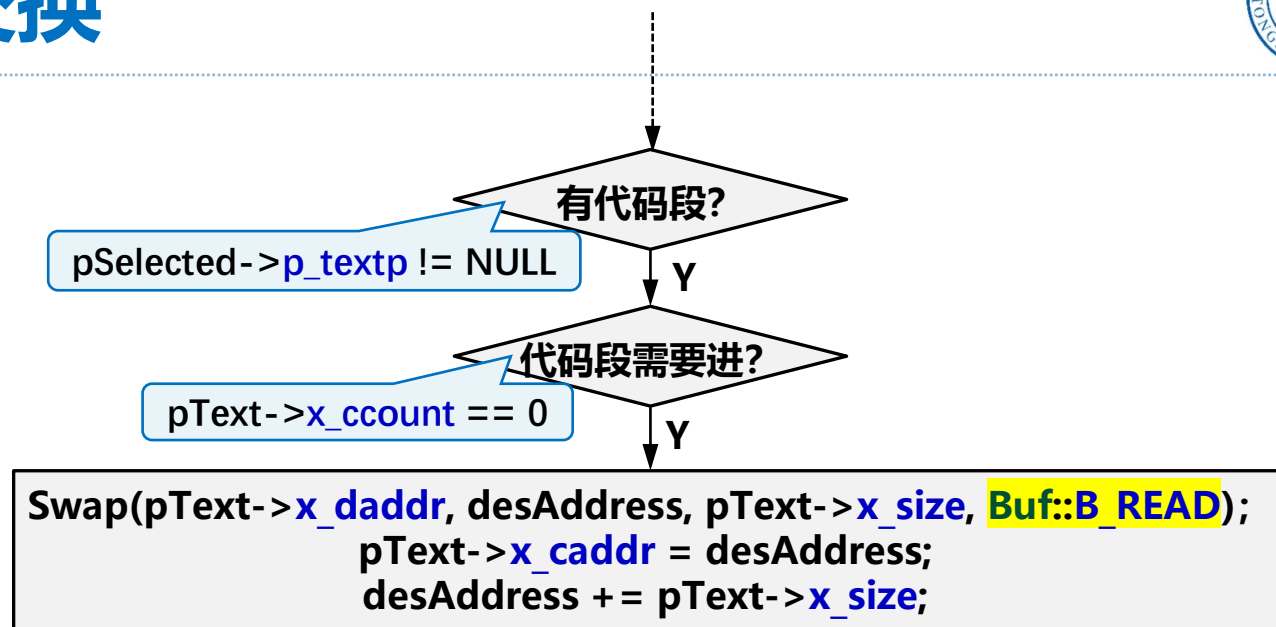 换
有代码段?
pSelected->p_textp != NULL
Y
代码段需要进?
pText->x_ccount == 0
Y
Swap(pText->x_daddr, desAddress, pText->x_size, Buf::B_READ);
pText->x_caddr = desAddress;
desAddress += pText->x_size;